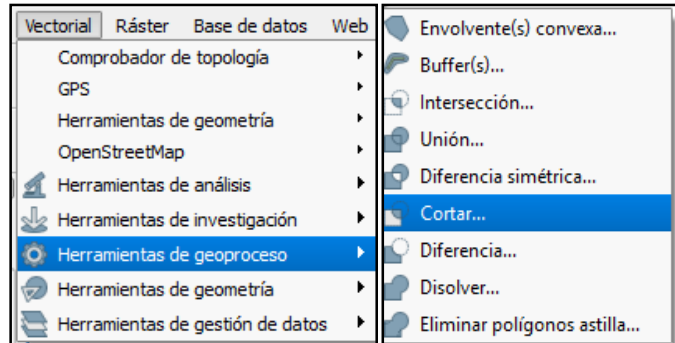 Vectorial Ráster Base de datos Web
Comprobador de topología
GPS
Herramientas de geometría
OpenStreetMap
Herramientas de análisis
Herramientas de investigación
Herramientas de geoproceso
Herramientas de geometría
Herramientas de gestión de datos
Envolvente(s) convexa...
Buffer(s)...
Intersección...
Unión...
Diferencia simétrica...
Cortar...
Diferencia...
Disolver...
Eliminar polígonos astilla...